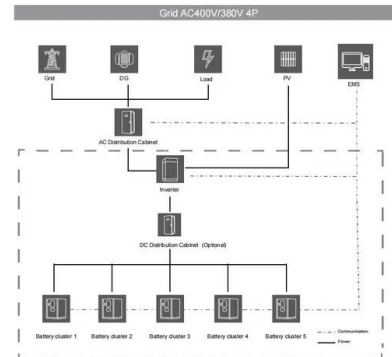 Grid AC400V/380V 4P
Grid
DG
Load
PV
EMS
AC Distribution Cabinet
Inverter
DC Distribution Cabinet (Optional)
Battery cluster 1
Battery cluster 2
Battery cluster 3
Battery cluster 4
Battery cluster 5
Communication
Power